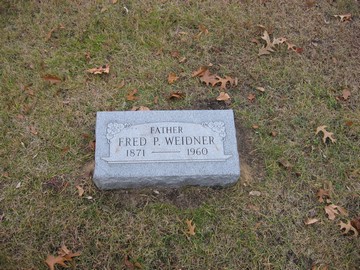 FATHER
FRED P. WEIDNER
1871 — 1960